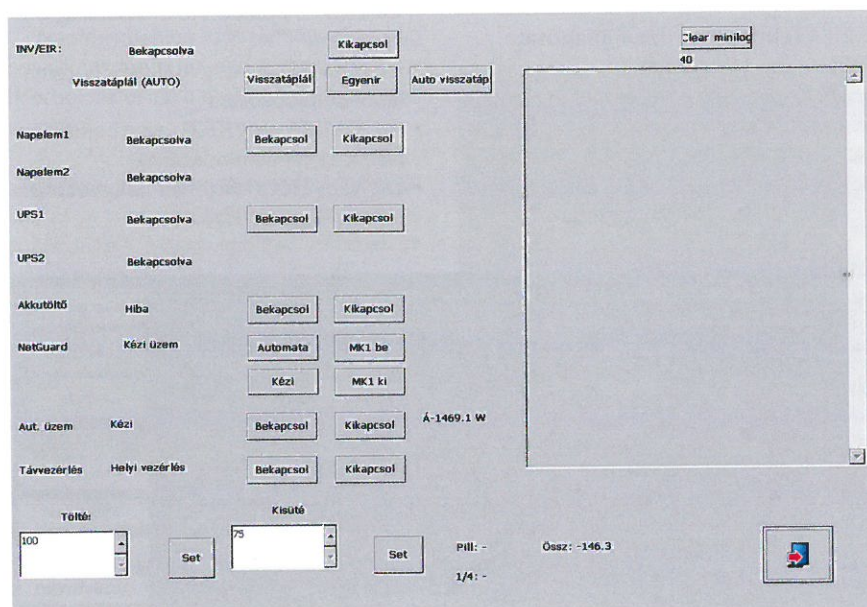 INV/EIR: Bekapcsolva Kikapcsol Clear minilog
40
Visszatáplál (AUTO) Visszatáplál Egyenir Auto visszatáp
Napelem1 Bekapcsolva Bekapcsol Kikapcsol
Napelem2 Bekapcsolva
UPS1 Bekapcsolva Bekapcsol Kikapcsol
UPS2 Bekapcsolva
Akkutöltő Hiba Bekapcsol Kikapcsol
NetGuard Kézi üzem Automata MK1 be
Kézi MK1 ki
Aut. üzem Kézi Bekapcsol Kikapcsol Á-1469.1 W
Távvezérlés Helyi vezérlés Bekapcsol Kikapcsol
Tölté: Kisüté
100 Set 75 Set Pill: - Össz: -146.3
1/4: -